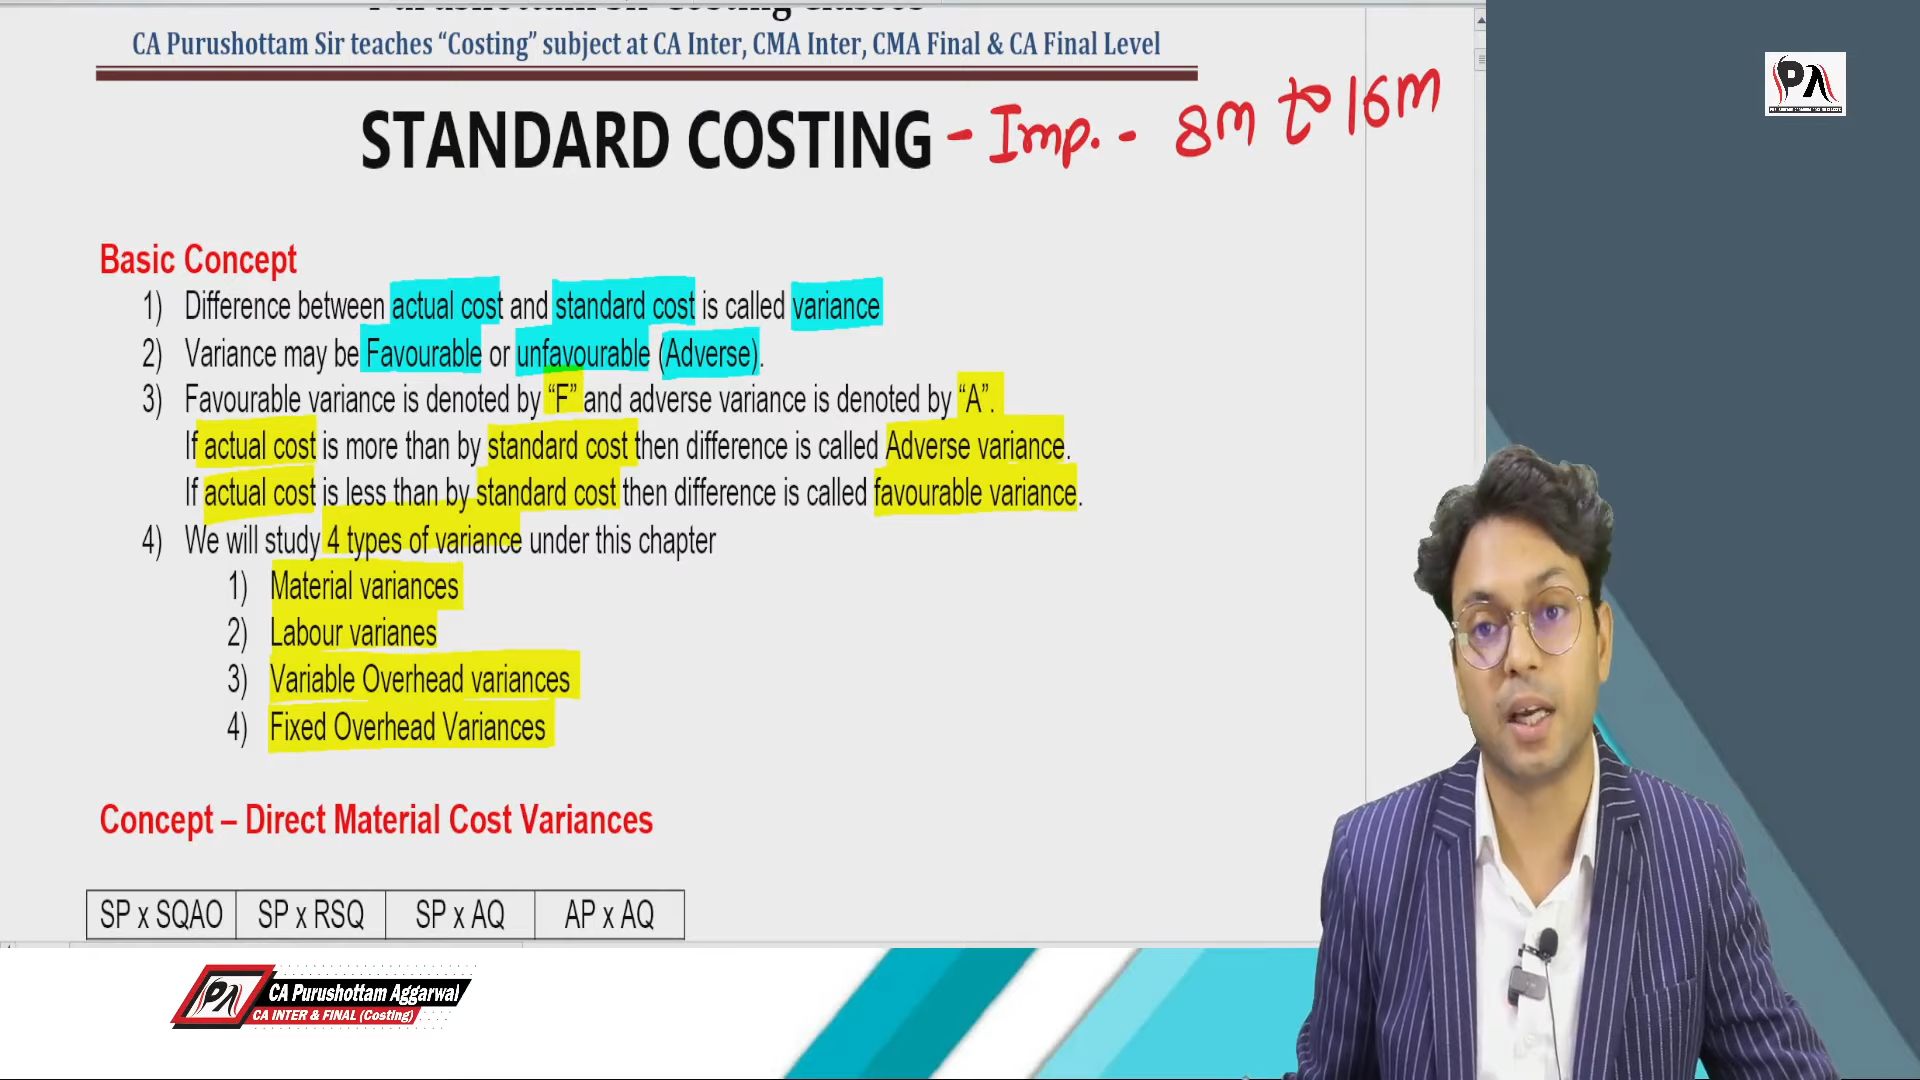 Purushottam Sir Costing Classes
CA Purushottam Sir teaches “Costing” subject at CA Inter, CMA Inter, CMA Final & CA Final Level
STANDARD COSTING - Imp. - 8m to 16m
Basic Concept
1) Difference between actual cost and standard cost is called variance
2) Variance may be Favourable or unfavourable (Adverse).
3) Favourable variance is denoted by “F” and adverse variance is denoted by “A”.
If actual cost is more than by standard cost then difference is called Adverse variance.
If actual cost is less than by standard cost then difference is called favourable variance.
4) We will study 4 types of variance under this chapter
1) Material variances
2) Labour varianes
3) Variable Overhead variances
4) Fixed Overhead Variances
Concept – Direct Material Cost Variances
SP x SQAO SP x RSQ SP x AQ AP x AQ
PA CA Purushottam Aggarwal
CA INTER & FINAL (Costing)
PA